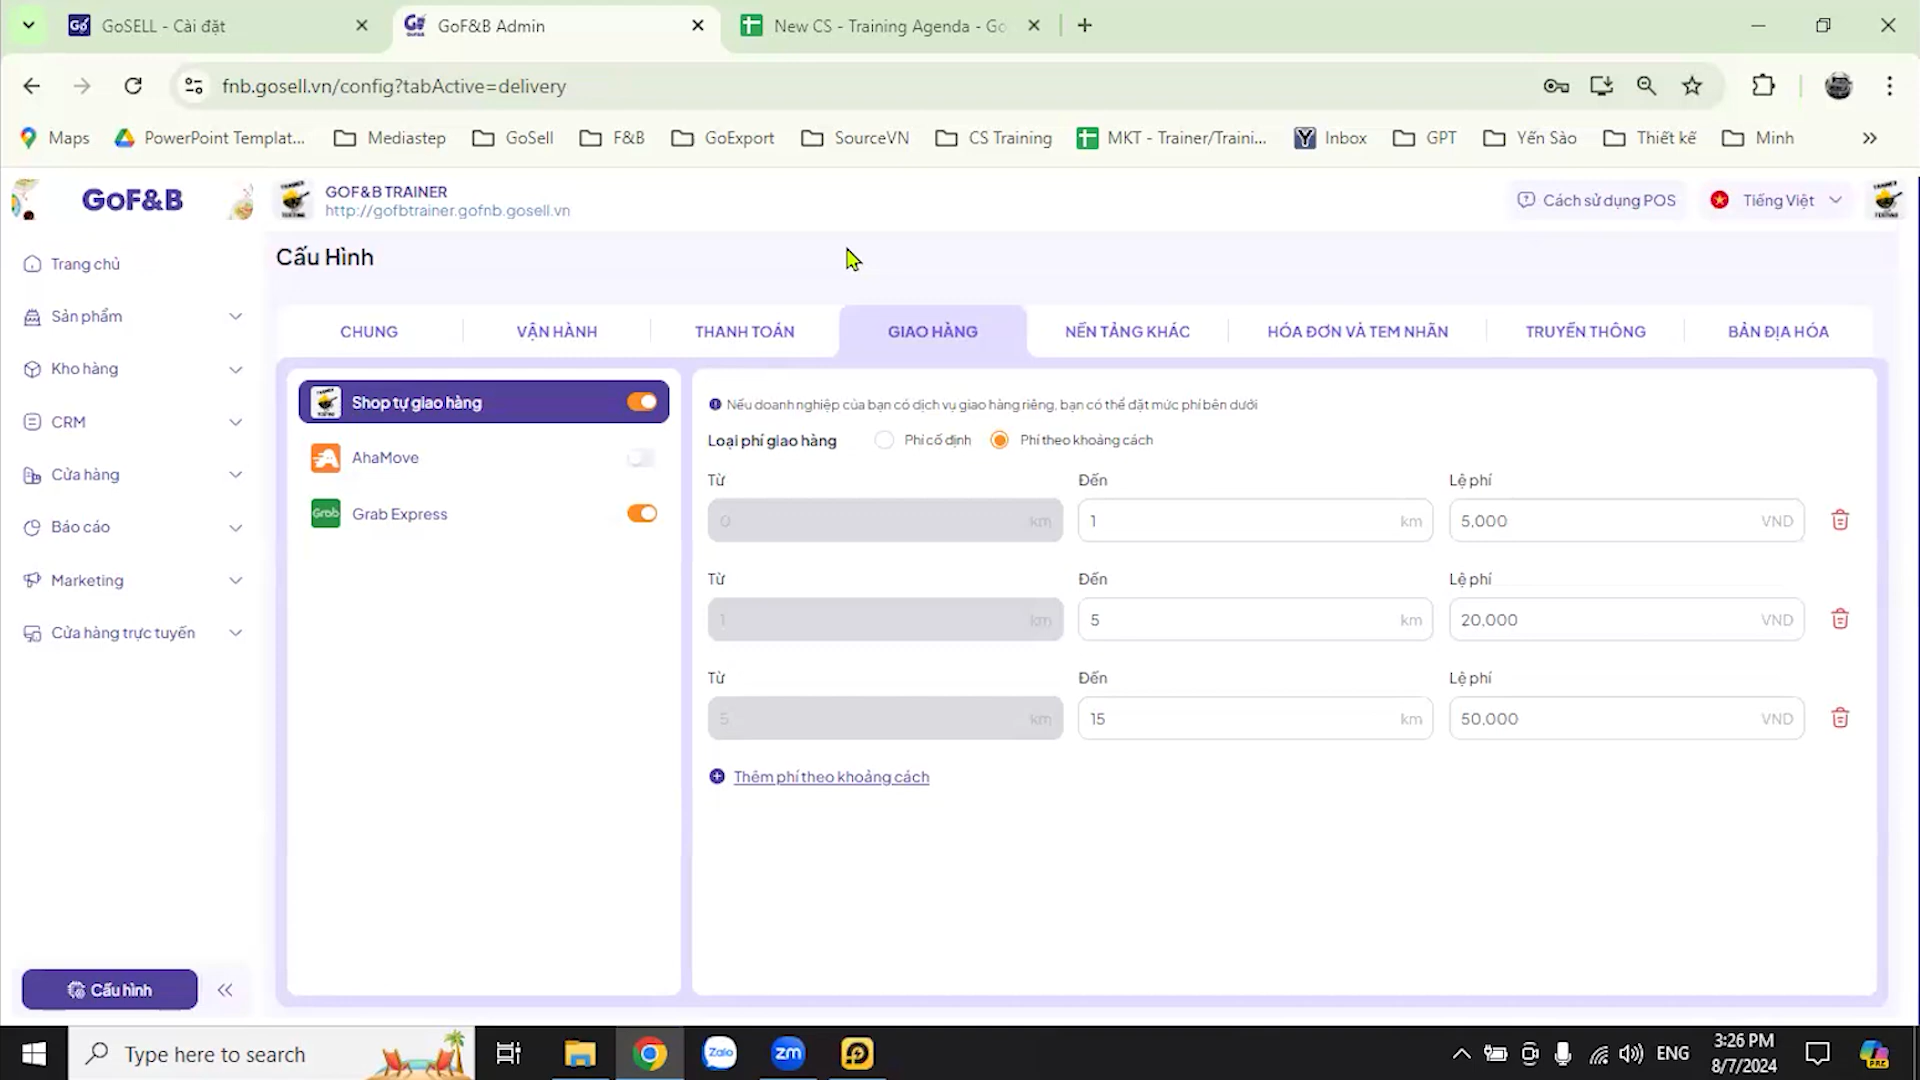 GoSELL - Cài đặt
GoF&B Admin
New CS - Training Agenda - Go
fnb.gosell.vn/config?tabActive=delivery
Maps
PowerPoint Templat...
Mediastep
GoSell
F&B
GoExport
SourceVN
CS Training
MKT - Trainer/Traini...
Inbox
GPT
Yến Sào
Thiết kế
Minh
GoF&B
GOF&B TRAINER
http://gofbtrainer.gofnb.gosell.vn
Cách sử dụng POS
Tiếng Việt
Trang chủ
Sản phẩm
Kho hàng
CRM
Cửa hàng
Báo cáo
Marketing
Cửa hàng trực tuyến
Cấu hình
Cấu Hình
CHUNG
VẬN HÀNH
THANH TOÁN
GIAO HÀNG
NỀN TẢNG KHÁC
HÓA ĐƠN VÀ TEM NHÃN
TRUYỀN THÔNG
BẢN ĐỊA HÓA
Shop tự giao hàng
AhaMove
Grab Grab Express
Nếu doanh nghiệp của bạn có dịch vụ giao hàng riêng, bạn có thể đặt mức phí bên dưới
Loại phí giao hàng Phí cố định Phí theo khoảng cách
Từ Đến Lệ phí
0 km 1 km 5,000 VND
Từ Đến Lệ phí
1 km 5 km 20,000 VND
Từ Đến Lệ phí
5 km 15 km 50,000 VND
Thêm phí theo khoảng cách
Type here to search
Zalo
zm
ENG
3:26 PM
8/7/2024
PRE